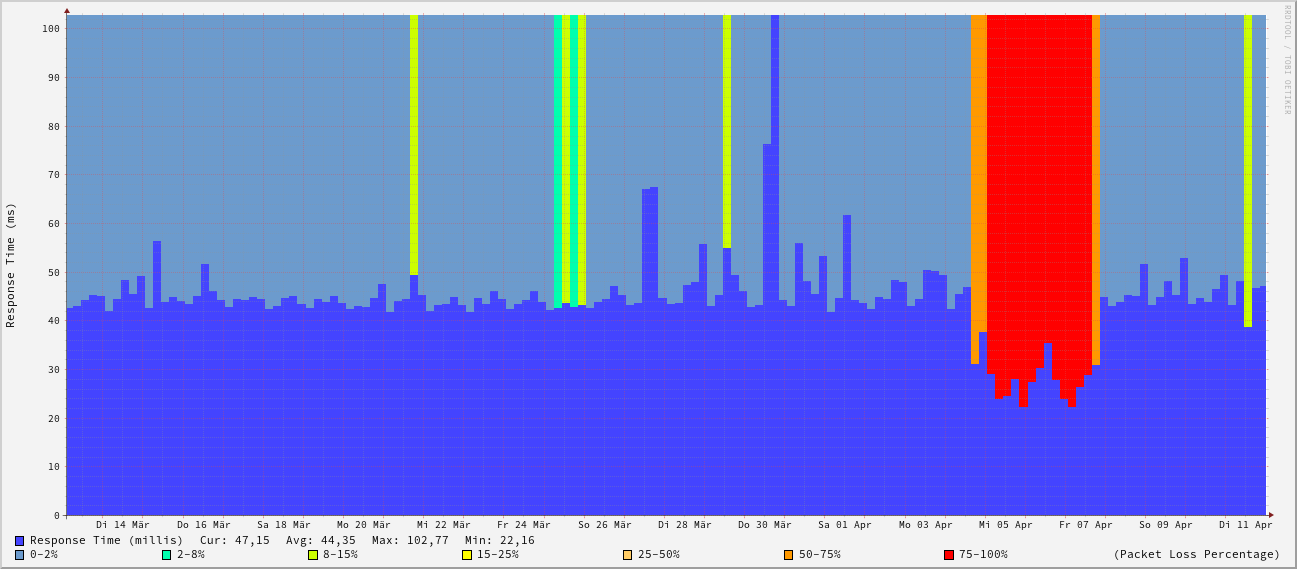 RRDTOOL / TOBI OETIKER
Response Time (ms)
100
90
80
70
60
50
40
30
20
10
0
Di 14 Mär Do 16 Mär Sa 18 Mär Mo 20 Mär Mi 22 Mär Fr 24 Mär So 26 Mär Di 28 Mär Do 30 Mär Sa 01 Apr Mo 03 Apr Mi 05 Apr Fr 07 Apr So 09 Apr Di 11 Apr
Response Time (millis) Cur: 47,15 Avg: 44,35 Max: 102,77 Min: 22,16
0-2% 2-8% 8-15% 15-25% 25-50% 50-75% 75-100% (Packet Loss Percentage)